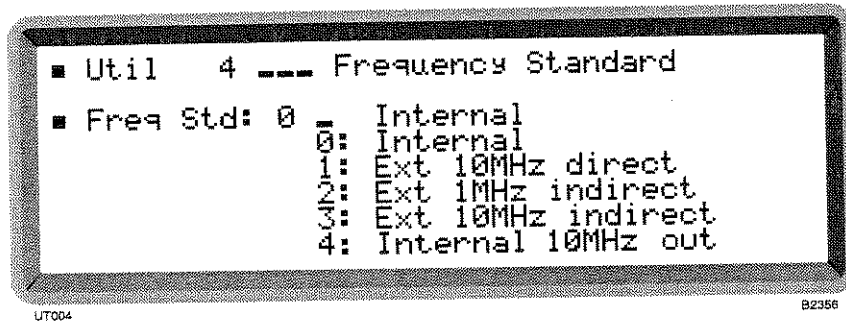 ▪ Util 4 ___ Frequency Standard
▪ Freq Std: 0 _ Internal
0: Internal
1: Ext 10MHz direct
2: Ext 1MHz indirect
3: Ext 10MHz indirect
4: Internal 10MHz out
UT004
B2356